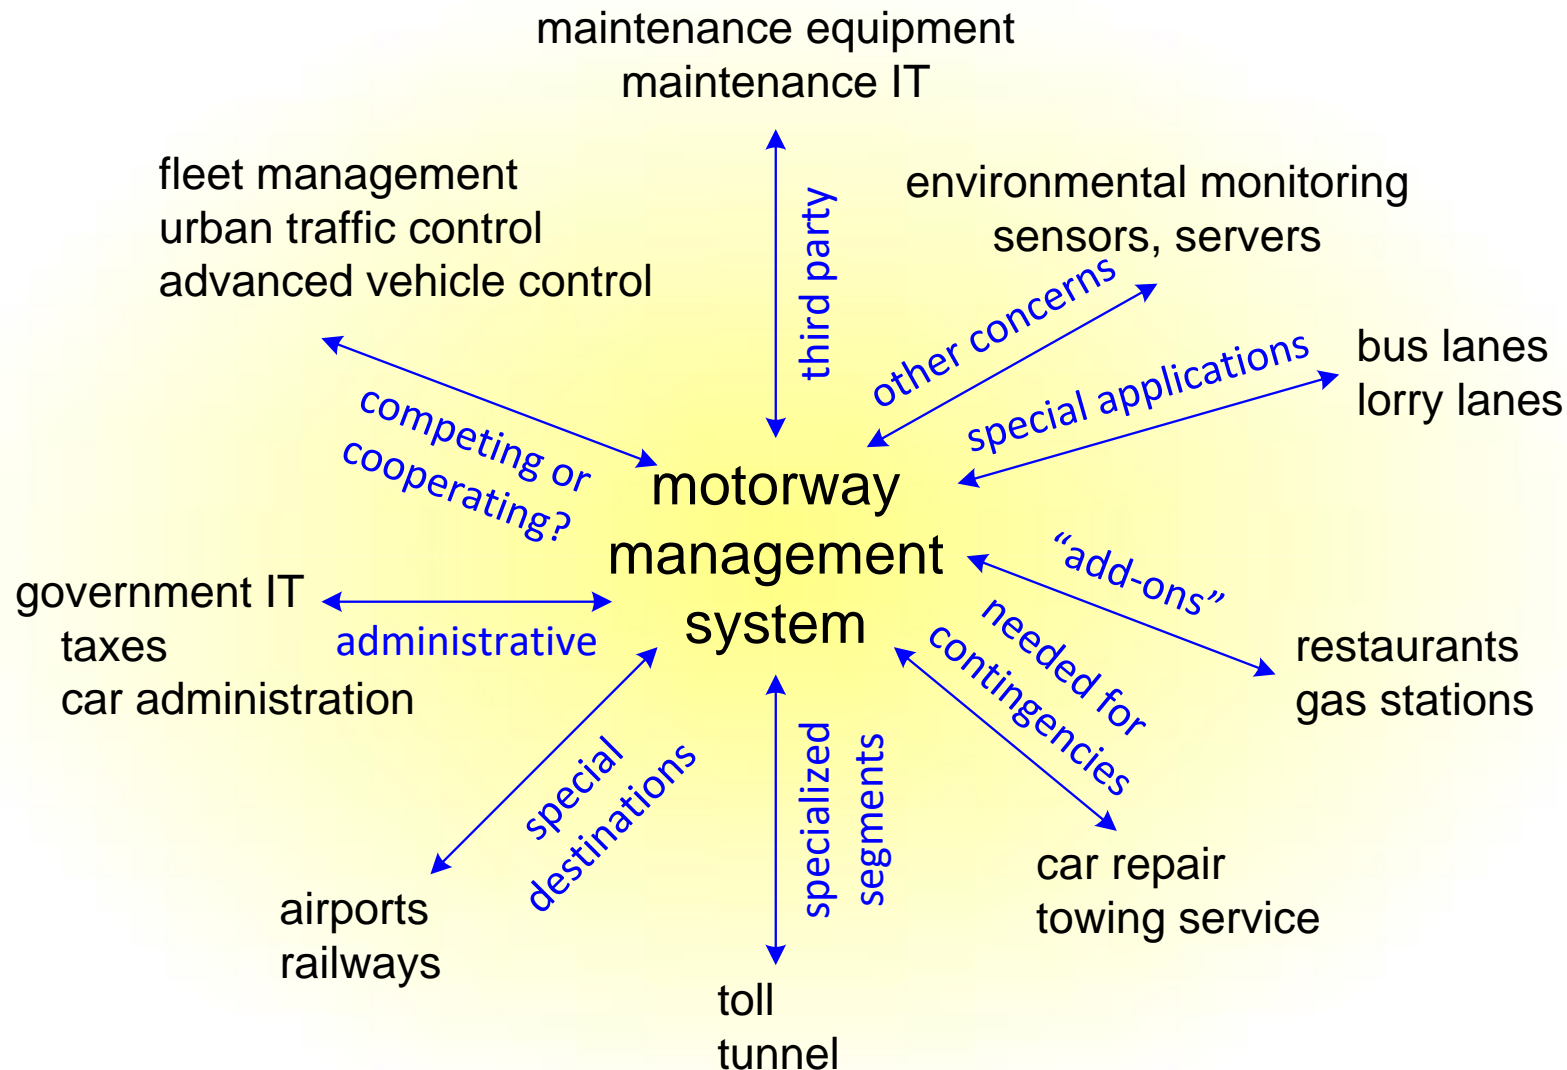 maintenance equipment
maintenance IT
third party
fleet management
urban traffic control
advanced vehicle control
competing or
cooperating?
environmental monitoring
sensors, servers
other concerns
bus lanes
lorry lanes
special applications
motorway
management
system
government IT
taxes
car administration
administrative
“add-ons”
restaurants
gas stations
needed for
contingencies
car repair
towing service
special
destinations
airports
railways
specialized
segments
toll
tunnel